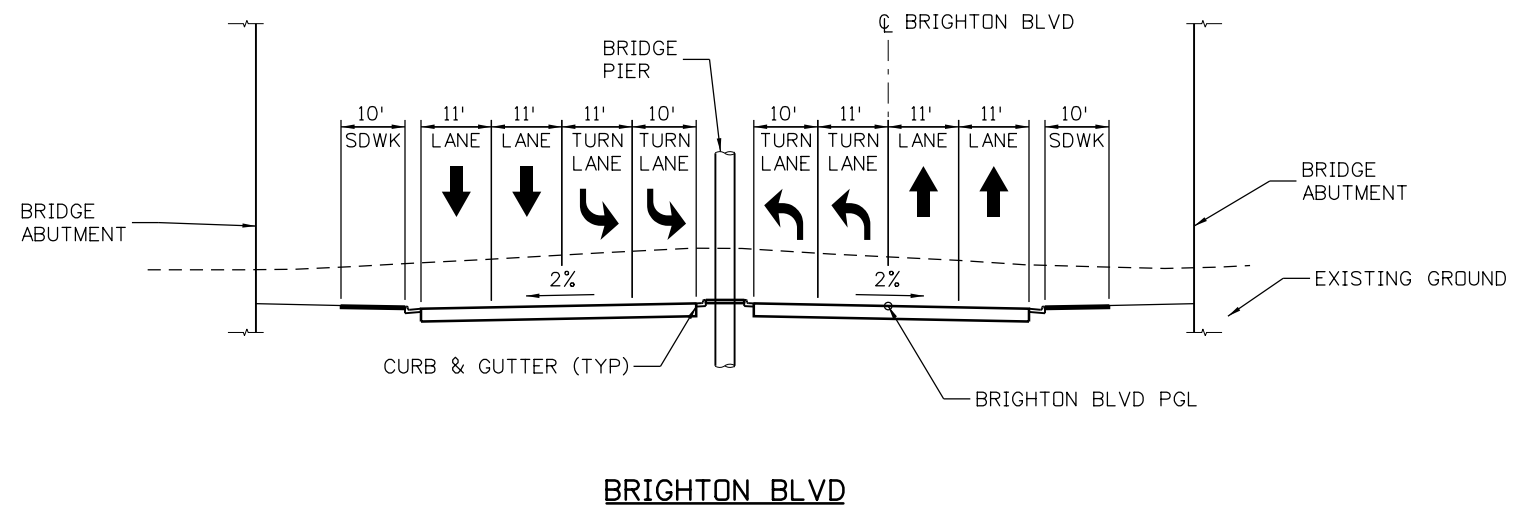 ℄ BRIGHTON BLVD
BRIDGE
PIER
10' 11' 11' 11' 10' 10' 11' 11' 11' 10'
SDWK LANE LANE TURN TURN TURN TURN LANE LANE SDWK
LANE LANE LANE LANE
BRIDGE
ABUTMENT
BRIDGE
ABUTMENT
2% 2%
EXISTING GROUND
CURB & GUTTER (TYP)
BRIGHTON BLVD PGL
BRIGHTON BLVD